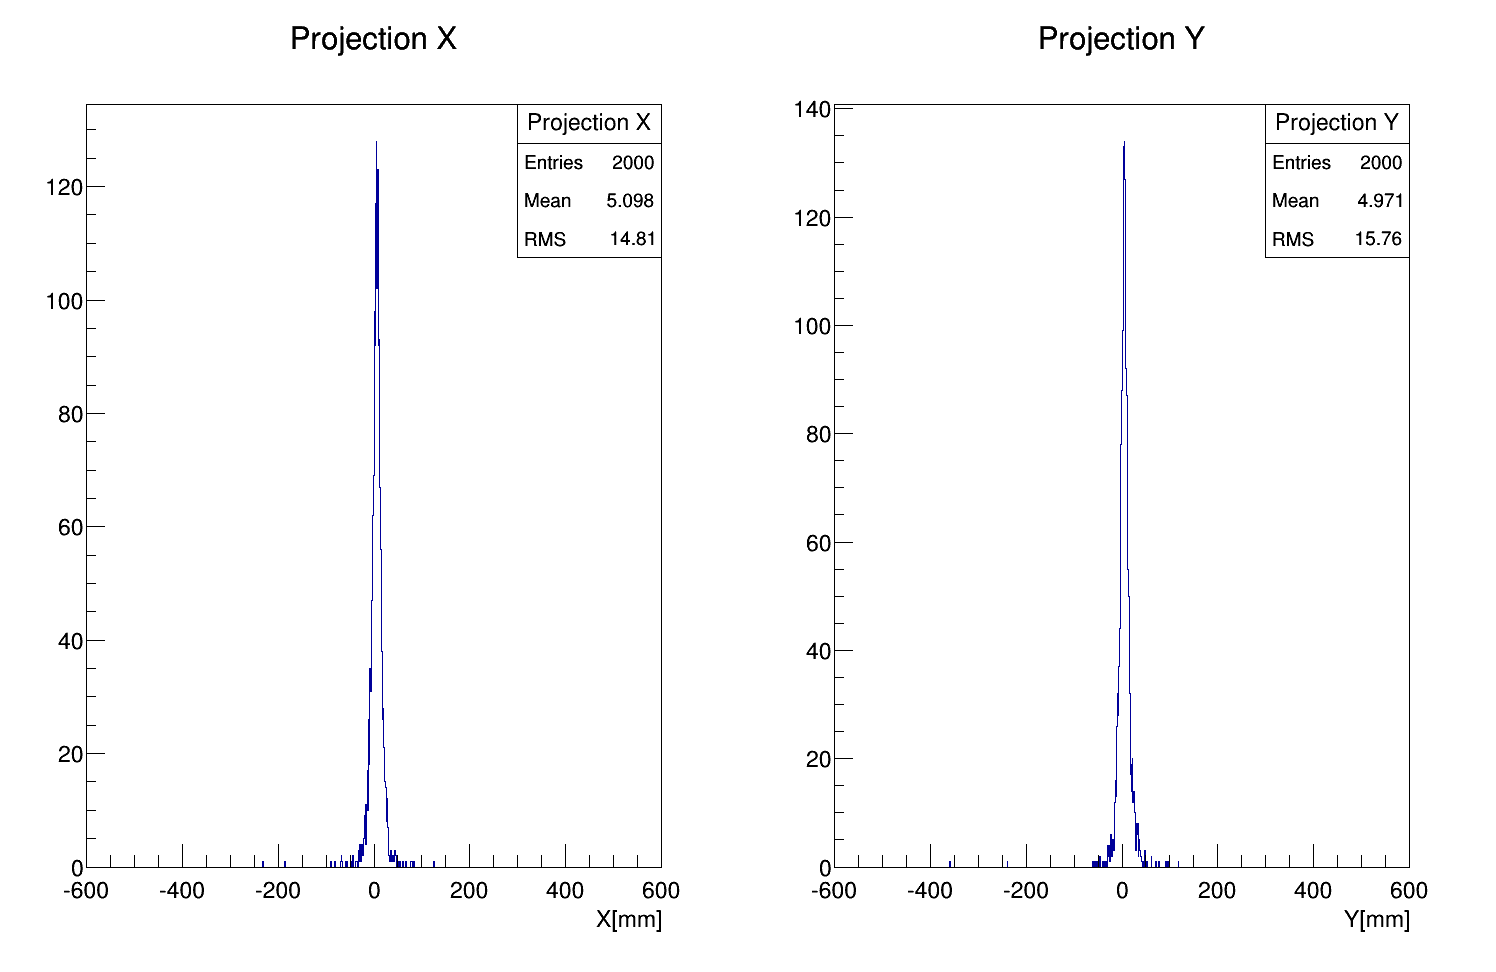 Projection X
Projection X
Entries 2000
Mean 5.098
RMS 14.81
120
100
80
60
40
20
0
-600 -400 -200 0 200 400 600
X[mm]
Projection Y
Projection Y
Entries 2000
Mean 4.971
RMS 15.76
140
120
100
80
60
40
20
0
-600 -400 -200 0 200 400 600
Y[mm]